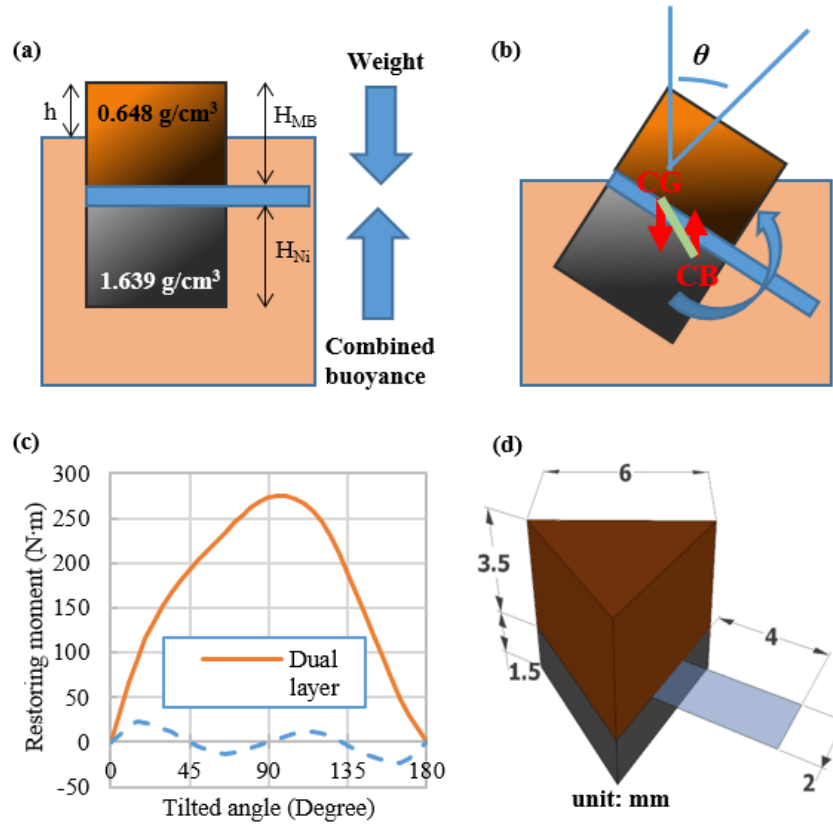 (a)
Weight
h
0.648 g/cm³
H_MB
H_Ni
1.639 g/cm³
Combined
buoyance
(b)
θ
CG
CB
(c)
Restoring moment (N·m)
300
250
200
150
100
50
0
-50
0
45
90
135
180
Dual
layer
Tilted angle (Degree)
(d)
6
3.5
1.5
4
2
unit: mm